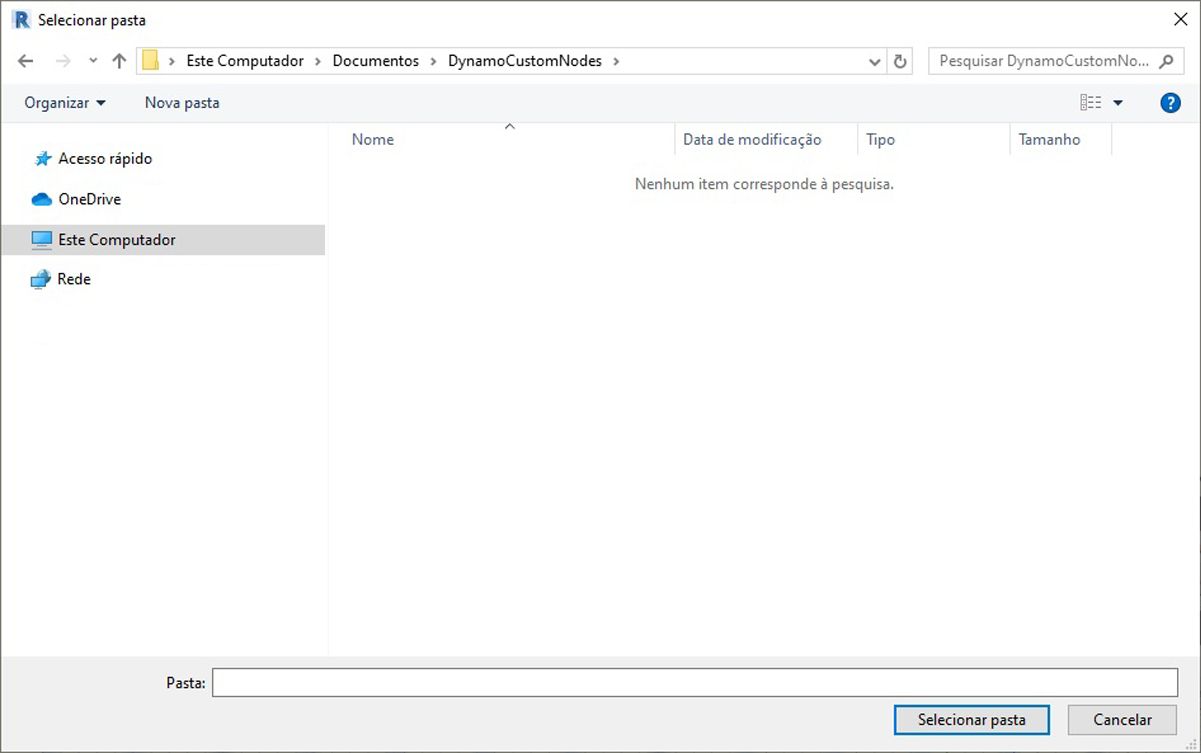 Selecionar pasta
Este Computador > Documentos > DynamoCustomNodes >
Pesquisar DynamoCustomNo...
Organizar
Nova pasta
?
Nome
Data de modificação
Tipo
Tamanho
Nenhum item corresponde à pesquisa.
Acesso rápido
OneDrive
Este Computador
Rede
Pasta:
Selecionar pasta
Cancelar